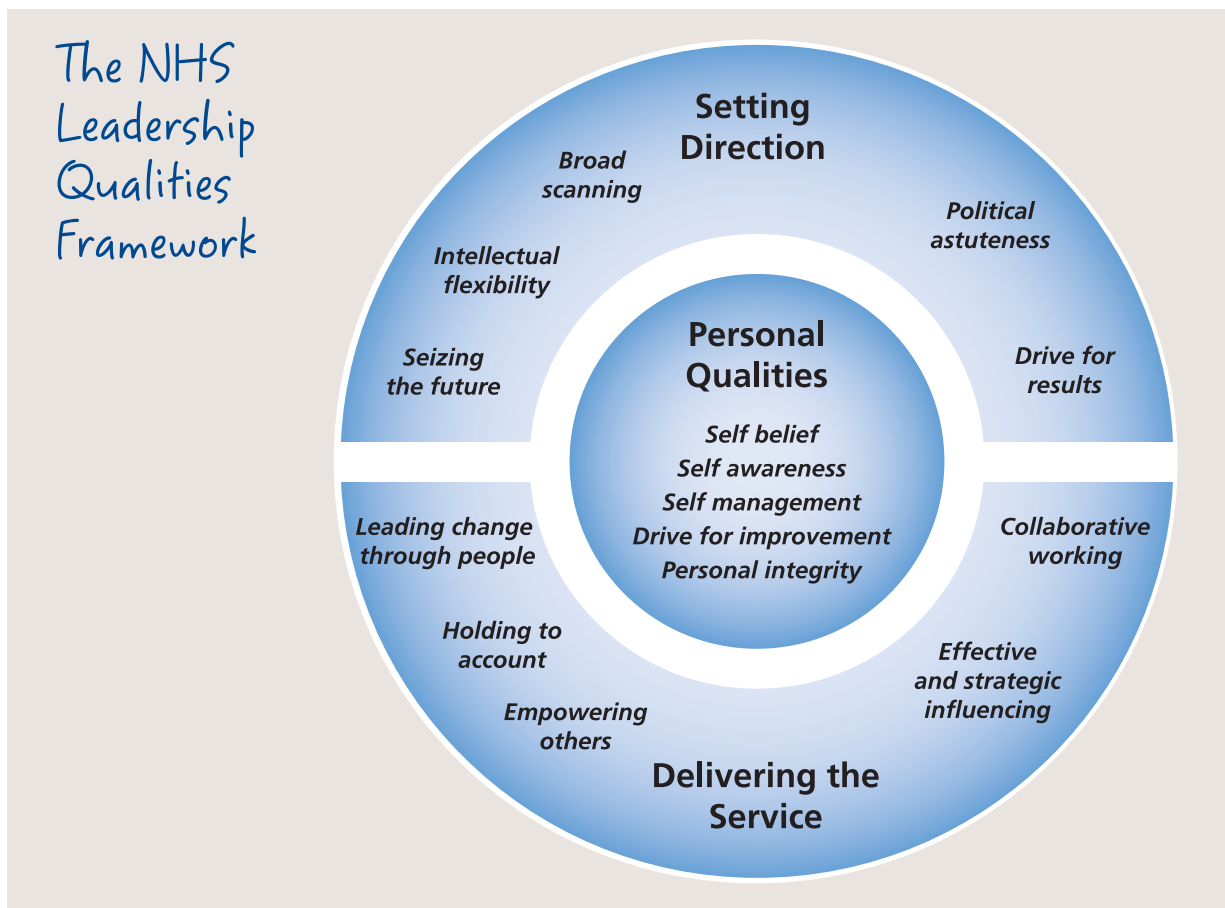 The NHS
Leadership
Qualities
Framework
Setting
Direction
Broad
scanning
Intellectual
flexibility
Seizing
the future
Political
astuteness
Drive for
results
Personal
Qualities
Self belief
Self awareness
Self management
Drive for improvement
Personal integrity
Leading change
through people
Holding to
account
Empowering
others
Collaborative
working
Effective
and strategic
influencing
Delivering the
Service